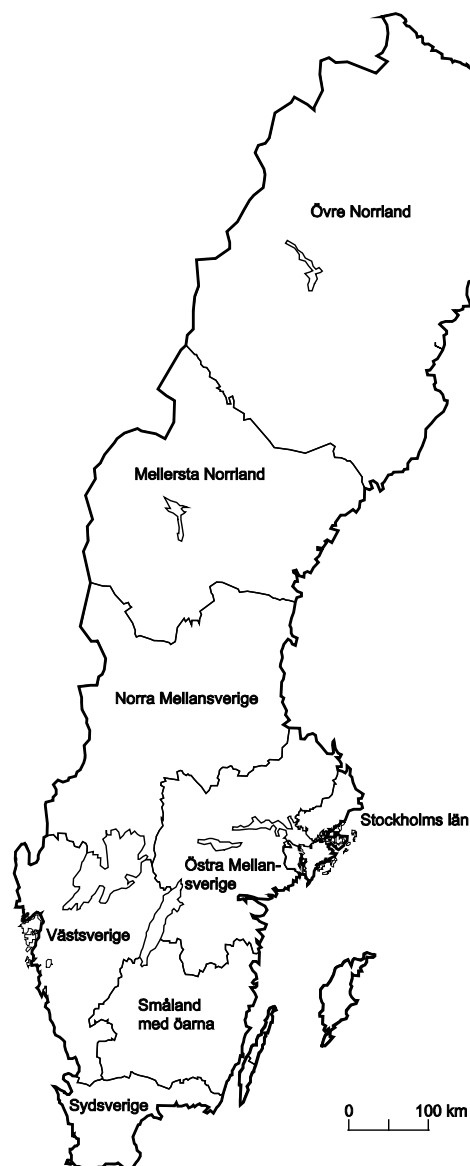 Övre Norrland
Mellersta Norrland
Norra Mellansverige
Stockholms län
Östra Mellan-
sverige
Västsverige
Småland
med öarna
Sydsverige
0 100 km